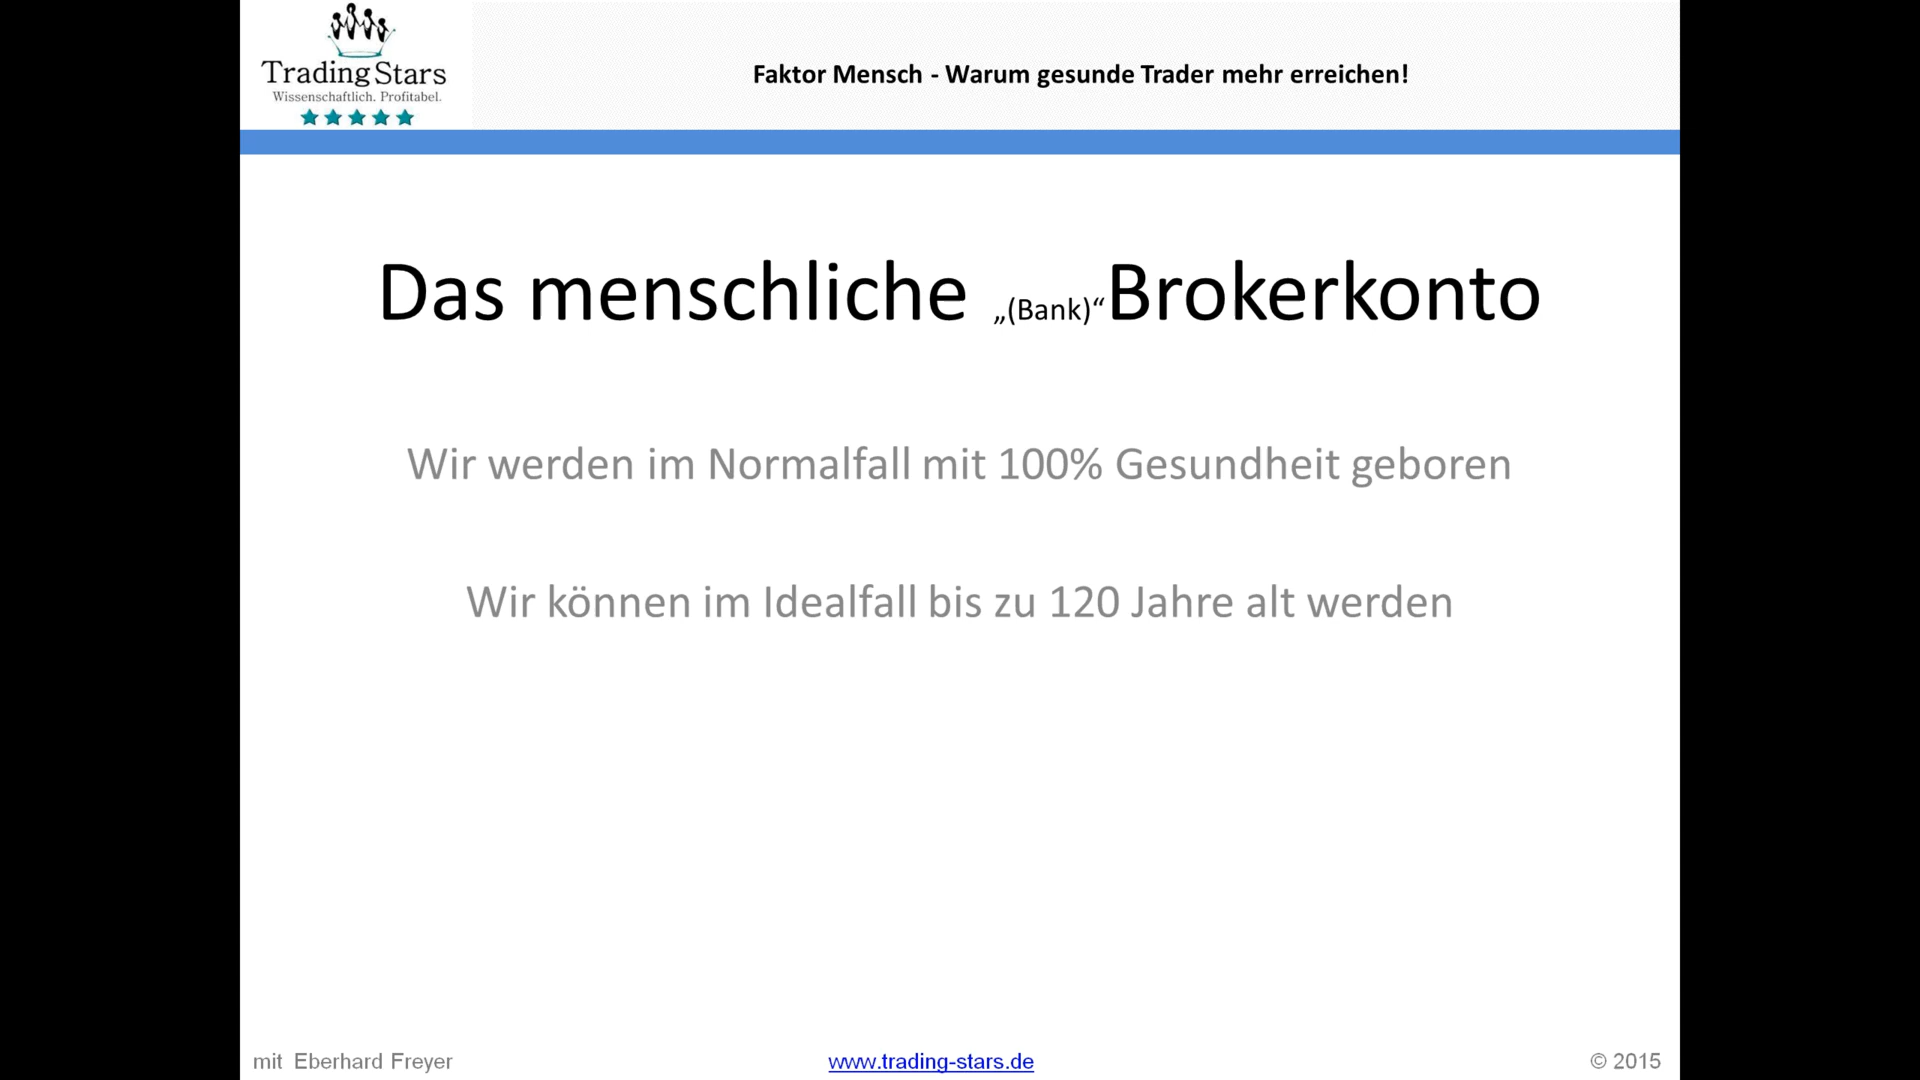 Trading Stars
Wissenschaftlich. Profitabel.
Faktor Mensch - Warum gesunde Trader mehr erreichen!
Das menschliche „(Bank)“Brokerkonto
Wir werden im Normalfall mit 100% Gesundheit geboren
Wir können im Idealfall bis zu 120 Jahre alt werden
mit Eberhard Freyer
www.trading-stars.de
© 2015